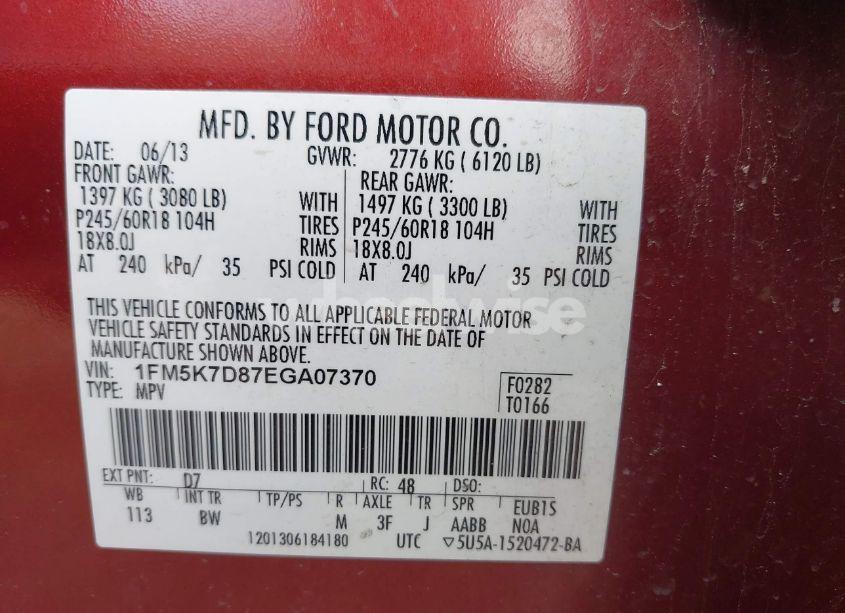 MFD. BY FORD MOTOR CO.
DATE: 06/13 GVWR: 2776 KG ( 6120 LB)
FRONT GAWR: REAR GAWR:
1397 KG ( 3080 LB) WITH 1497 KG ( 3300 LB) WITH
P245/60R18 104H TIRES P245/60R18 104H TIRES
18X8.0J RIMS 18X8.0J RIMS
AT 240 kPa/ 35 PSI COLD AT 240 kPa/ 35 PSI COLD
THIS VEHICLE CONFORMS TO ALL APPLICABLE FEDERAL MOTOR
VEHICLE SAFETY STANDARDS IN EFFECT ON THE DATE OF
MANUFACTURE SHOWN ABOVE.
VIN: 1FM5K7D87EGA07370
TYPE: MPV
F0282
T0166
EXT PNT: D7 RC: 48 DSO:
WB INT TR TP/PS R AXLE TR SPR EUB1S
113 BW M 3F J AABB NOA
1201306184180 UTC ▽5U5A-1520472-BA